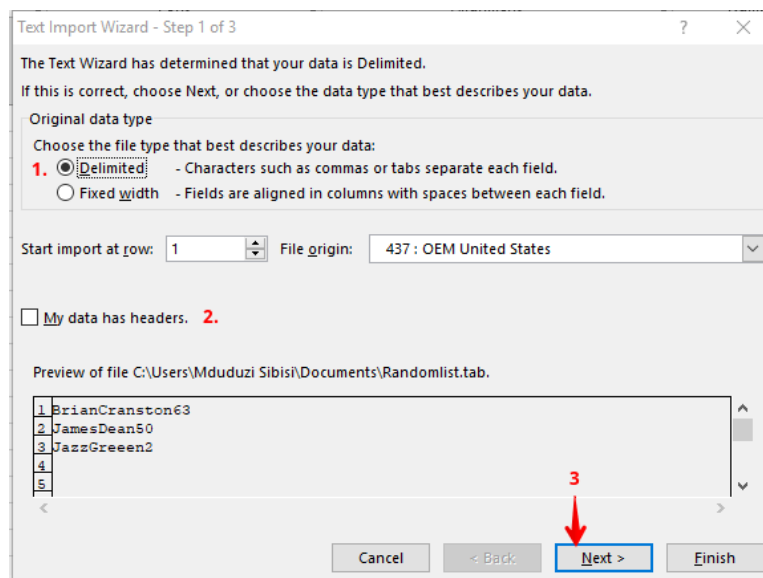 Text Import Wizard - Step 1 of 3 ?
The Text Wizard has determined that your data is Delimited.
If this is correct, choose Next, or choose the data type that best describes your data.
Original data type
Choose the file type that best describes your data:
1. Delimited - Characters such as commas or tabs separate each field.
Fixed width - Fields are aligned in columns with spaces between each field.
Start import at row: 1 File origin: 437 : OEM United States
My data has headers. 2.
Preview of file C:\Users\Mduduzi Sibisi\Documents\Randomlist.tab.
1 BrianCranston63
2 JamesDean50
3 JazzGreeen2
4
5
3
Cancel < Back Next > Finish